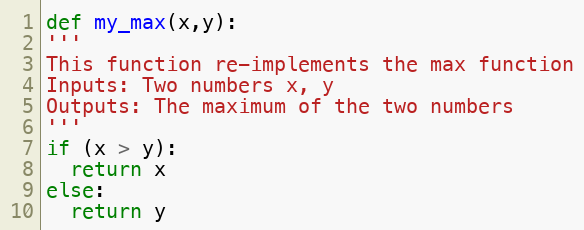 1 def my_max(x,y):
2 '''
3 This function re-implements the max function
4 Inputs: Two numbers x, y
5 Outputs: The maximum of the two numbers
6 '''
7 if (x > y):
8   return x
9 else:
10   return y